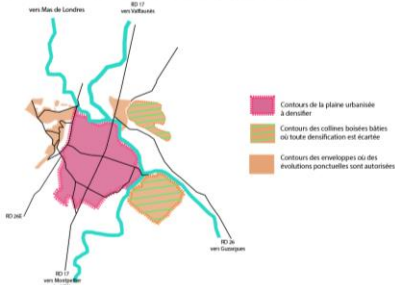 vers Mas de Londres
RD 17
vers Valflaunès
Contours de la plaine urbanisée
à densifier
Contours des collines boisées bâties
où toute densification est écartée
Contours des enveloppes où des
évolutions ponctuelles sont autorisées
RD 26E
RD 26
vers Guzargues
RD 17
vers Montpellier